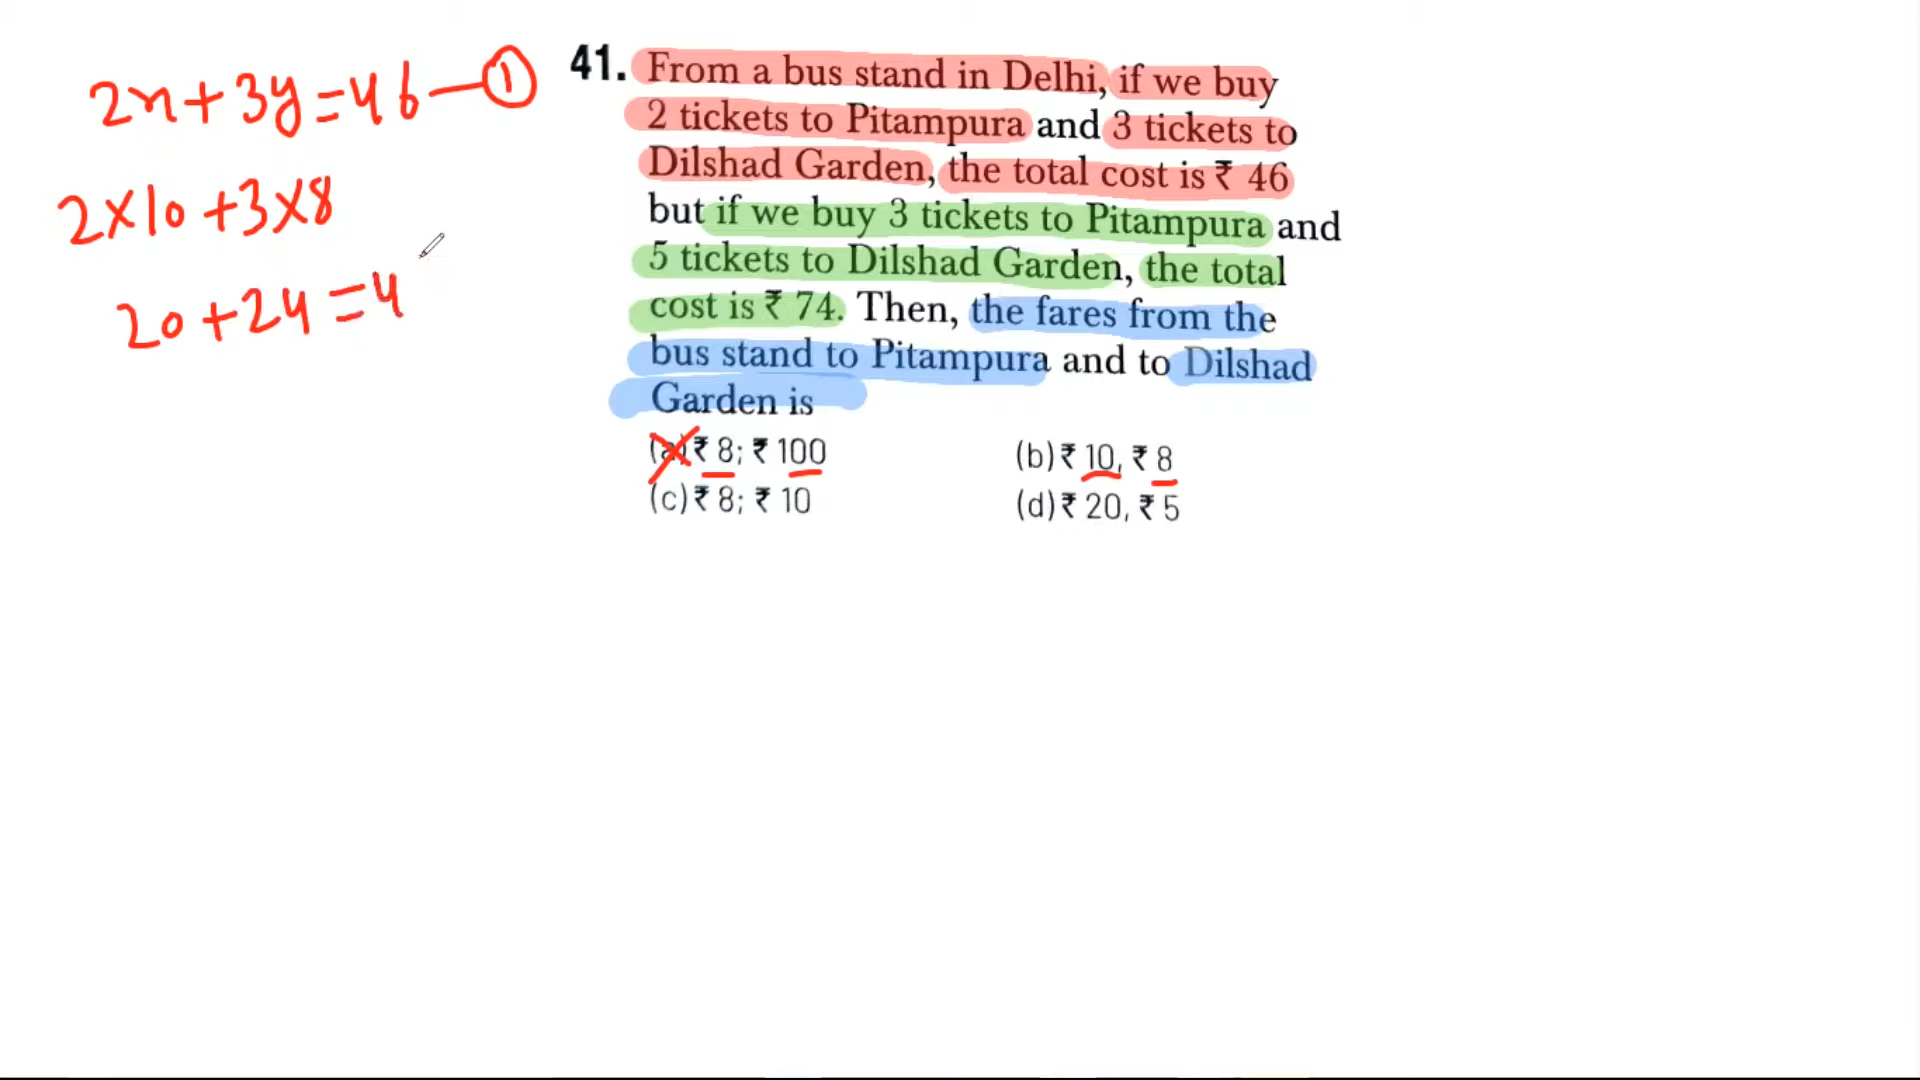 2x+3y=46—①
2×10+3×8
20+24=4
41. From a bus stand in Delhi, if we buy
2 tickets to Pitampura and 3 tickets to
Dilshad Garden, the total cost is ₹ 46
but if we buy 3 tickets to Pitampura and
5 tickets to Dilshad Garden, the total
cost is ₹ 74. Then, the fares from the
bus stand to Pitampura and to Dilshad
Garden is
(a) ₹ 8; ₹ 100 (b) ₹ 10, ₹ 8
(c) ₹ 8; ₹ 10 (d) ₹ 20, ₹ 5